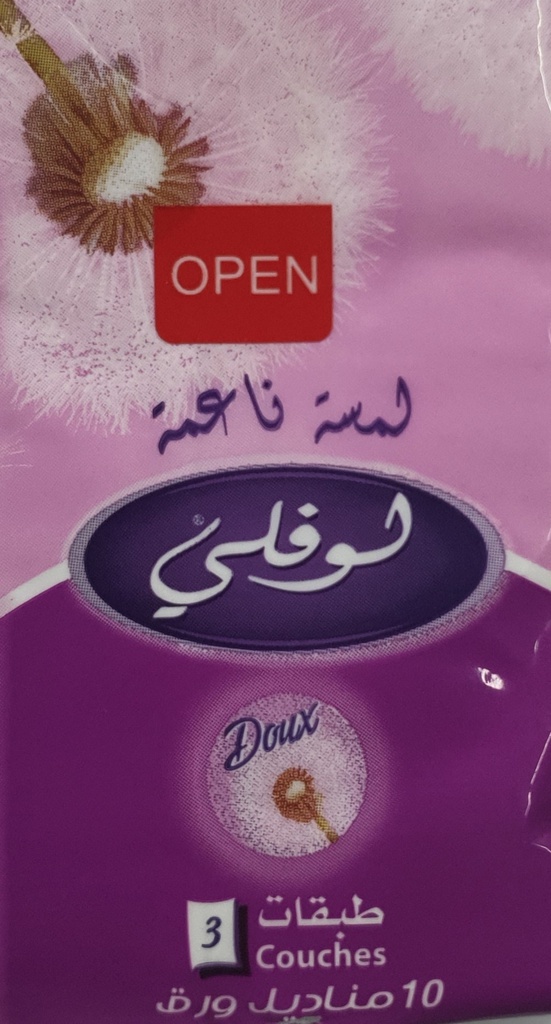 OPEN
لمسة ناعمة
لوفلي ®
Doux
طبقات
3
Couches
10 مناديل ورق